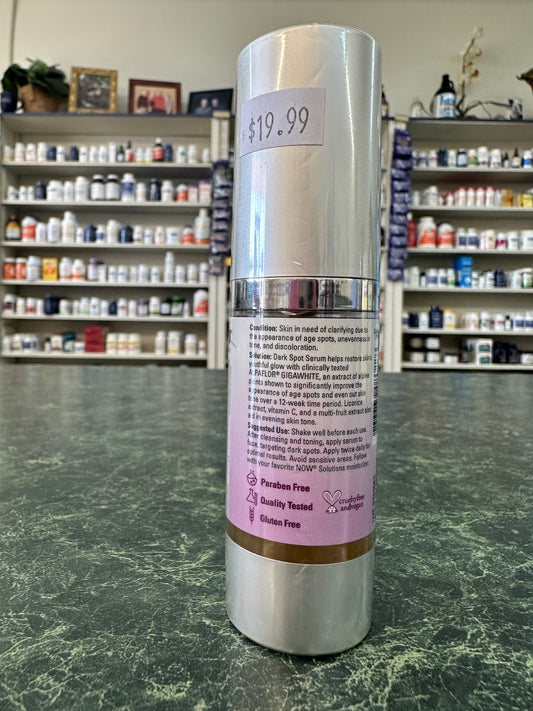 $19.99
Condition: Skin in need of clarifying due to
the appearance of age spots, unevenness in
tone, and discoloration.
Solution: Dark Spot Serum helps restore skin's
youthful glow with clinically tested
ALPAFLOR® GIGAWHITE, an extract of alpine
plants shown to significantly improve the
appearance of age spots and even out skin
tone over a 12-week time period. Licorice
extract, vitamin C, and a multi-fruit extract also
aid in evening skin tone.
Suggested Use: Shake well before each use.
After cleansing and toning, apply serum to
face, targeting dark spots. Apply twice daily for
optimal results. Avoid sensitive areas. Follow
with your favorite NOW® Solutions moisturizer.
Paraben Free
Quality Tested
Gluten Free
crueltyfree
andvegan